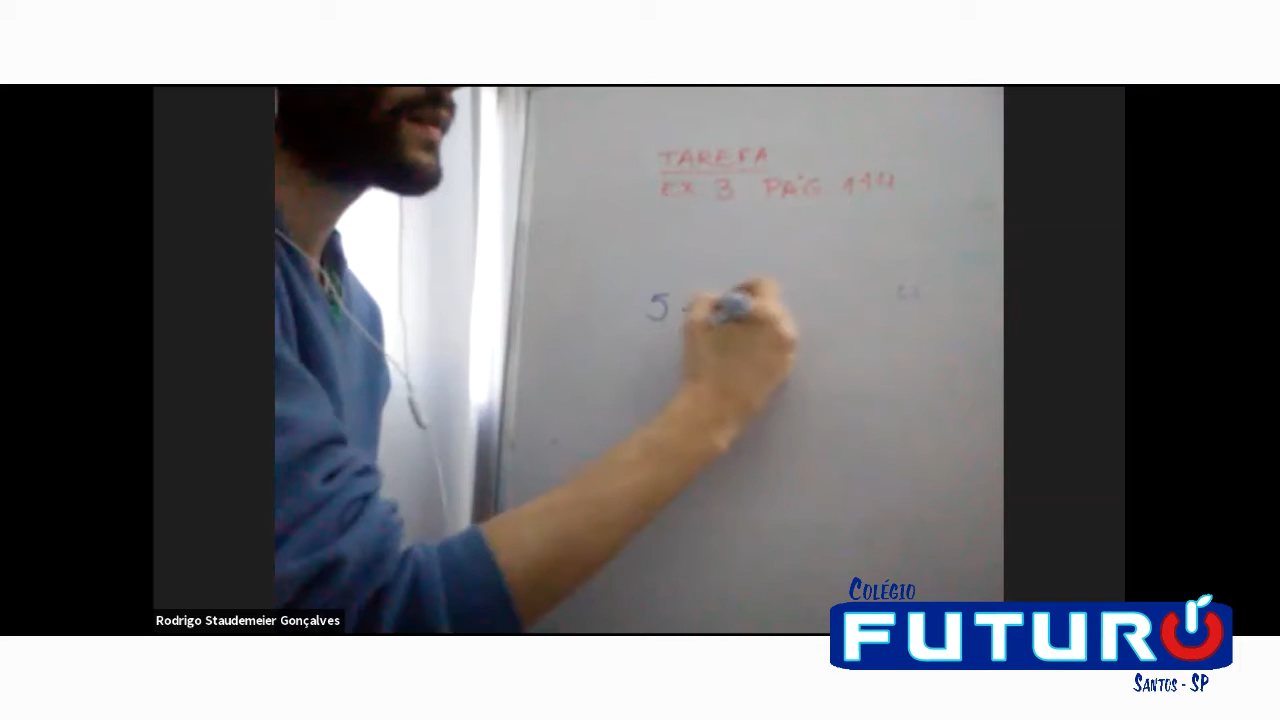 TAREFA
EX 3 PÁG 114
5
Rodrigo Staudemeier Gonçalves
COLÉGIO
FUTURO
SANTOS - SP